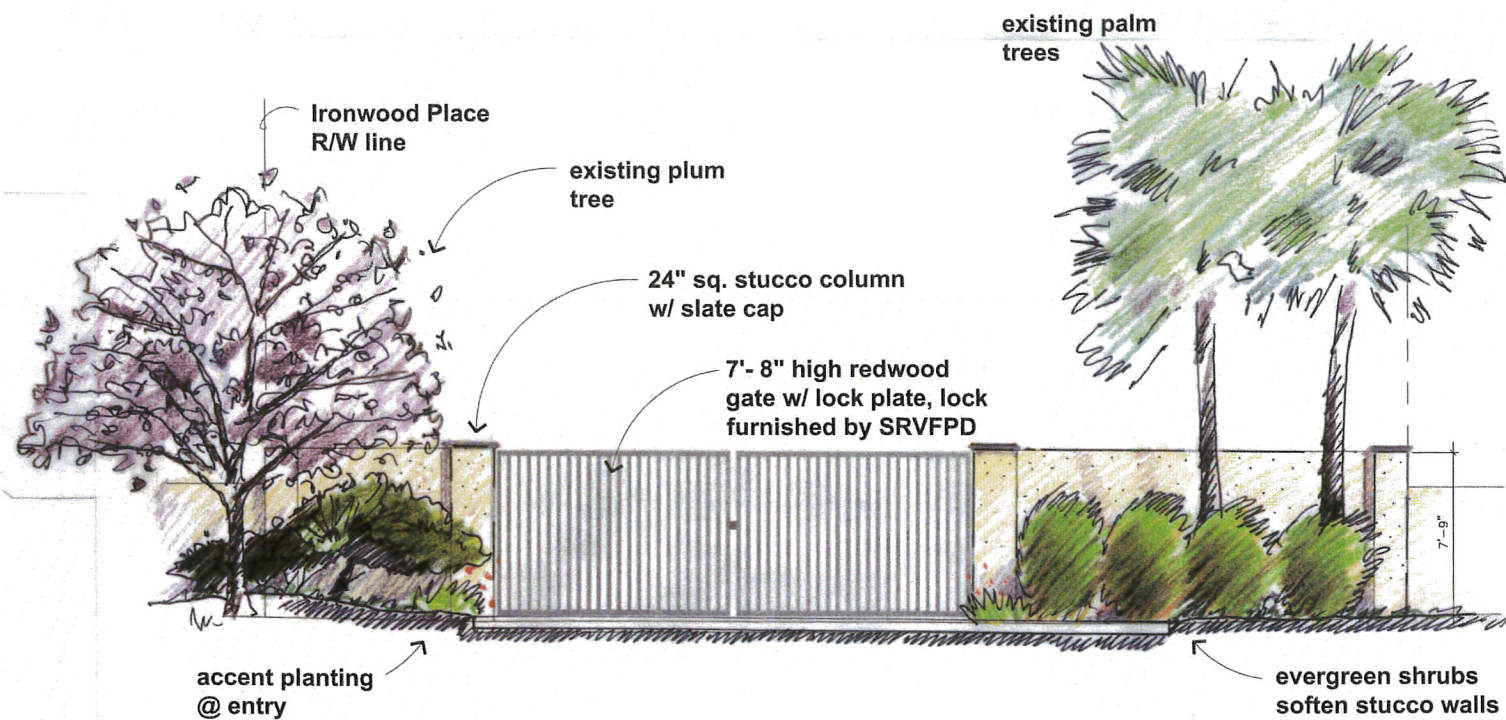 existing palm
trees
Ironwood Place
R/W line
existing plum
tree
24" sq. stucco column
w/ slate cap
7'- 8" high redwood
gate w/ lock plate, lock
furnished by SRVFPD
7'-9"
accent planting
@ entry
evergreen shrubs
soften stucco walls